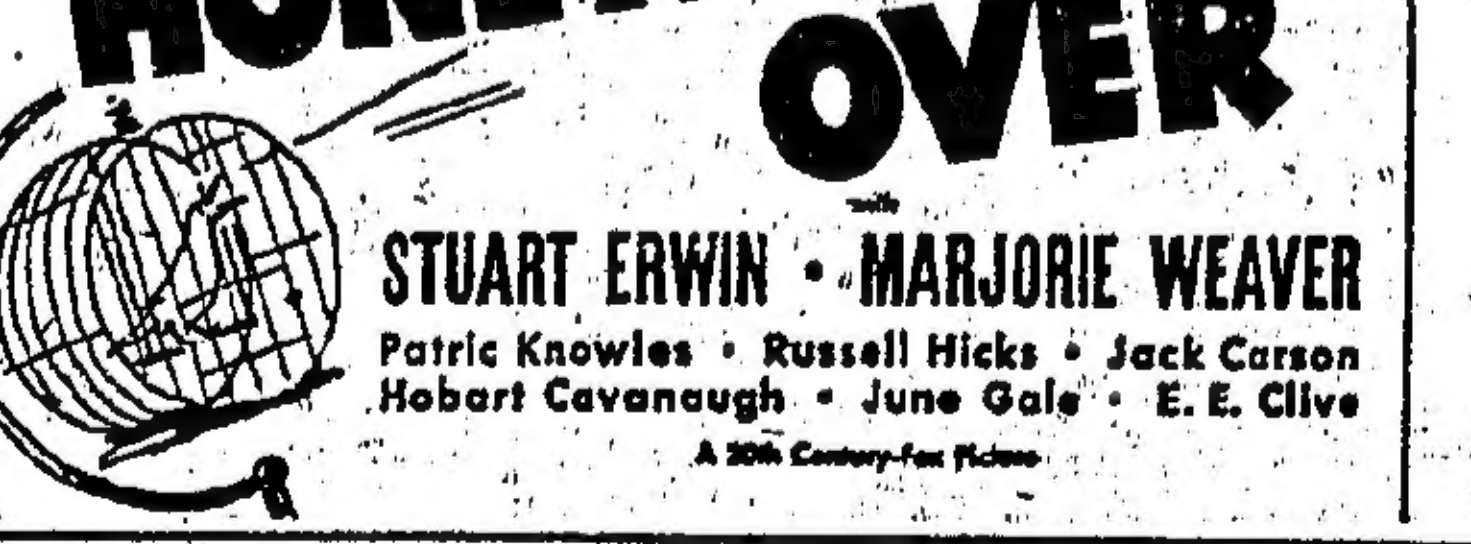 OVER
with
STUART ERWIN • MARJORIE WEAVER
Patric Knowles • Russell Hicks • Jack Carson
Hobart Cavanaugh • June Gale • E. E. Clive
A 20th Century-Fox Picture